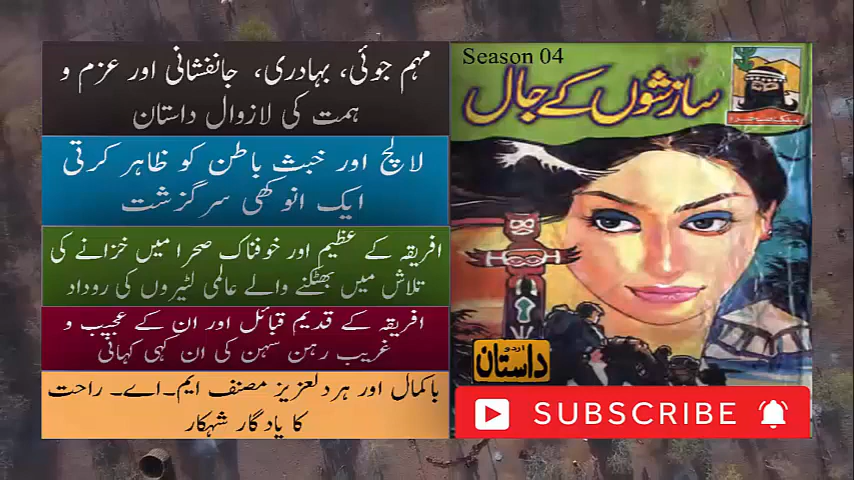 مہم جوئی، بہادری، جانفشانی اور عزم و
ہمت کی لازوال داستان
لالچ اور خبث باطن کو ظاہر کرتی
ایک انوکھی سرگزشت
افریقہ کے عظیم اور خوفناک صحرا میں خزانے کی
تلاش میں بھٹکنے والے عالمی لٹیروں کی روداد
افریقہ کے قدیم قبائل اور ان کے عجیب و
غریب رہن سہن کی ان کہی کہانی
باکمال اور ہردلعزیز مصنف ایم۔اے۔ راحت
کا یادگار شہکار
Season 04
سازشوں کے جال
اردو
داستان
SUBSCRIBE